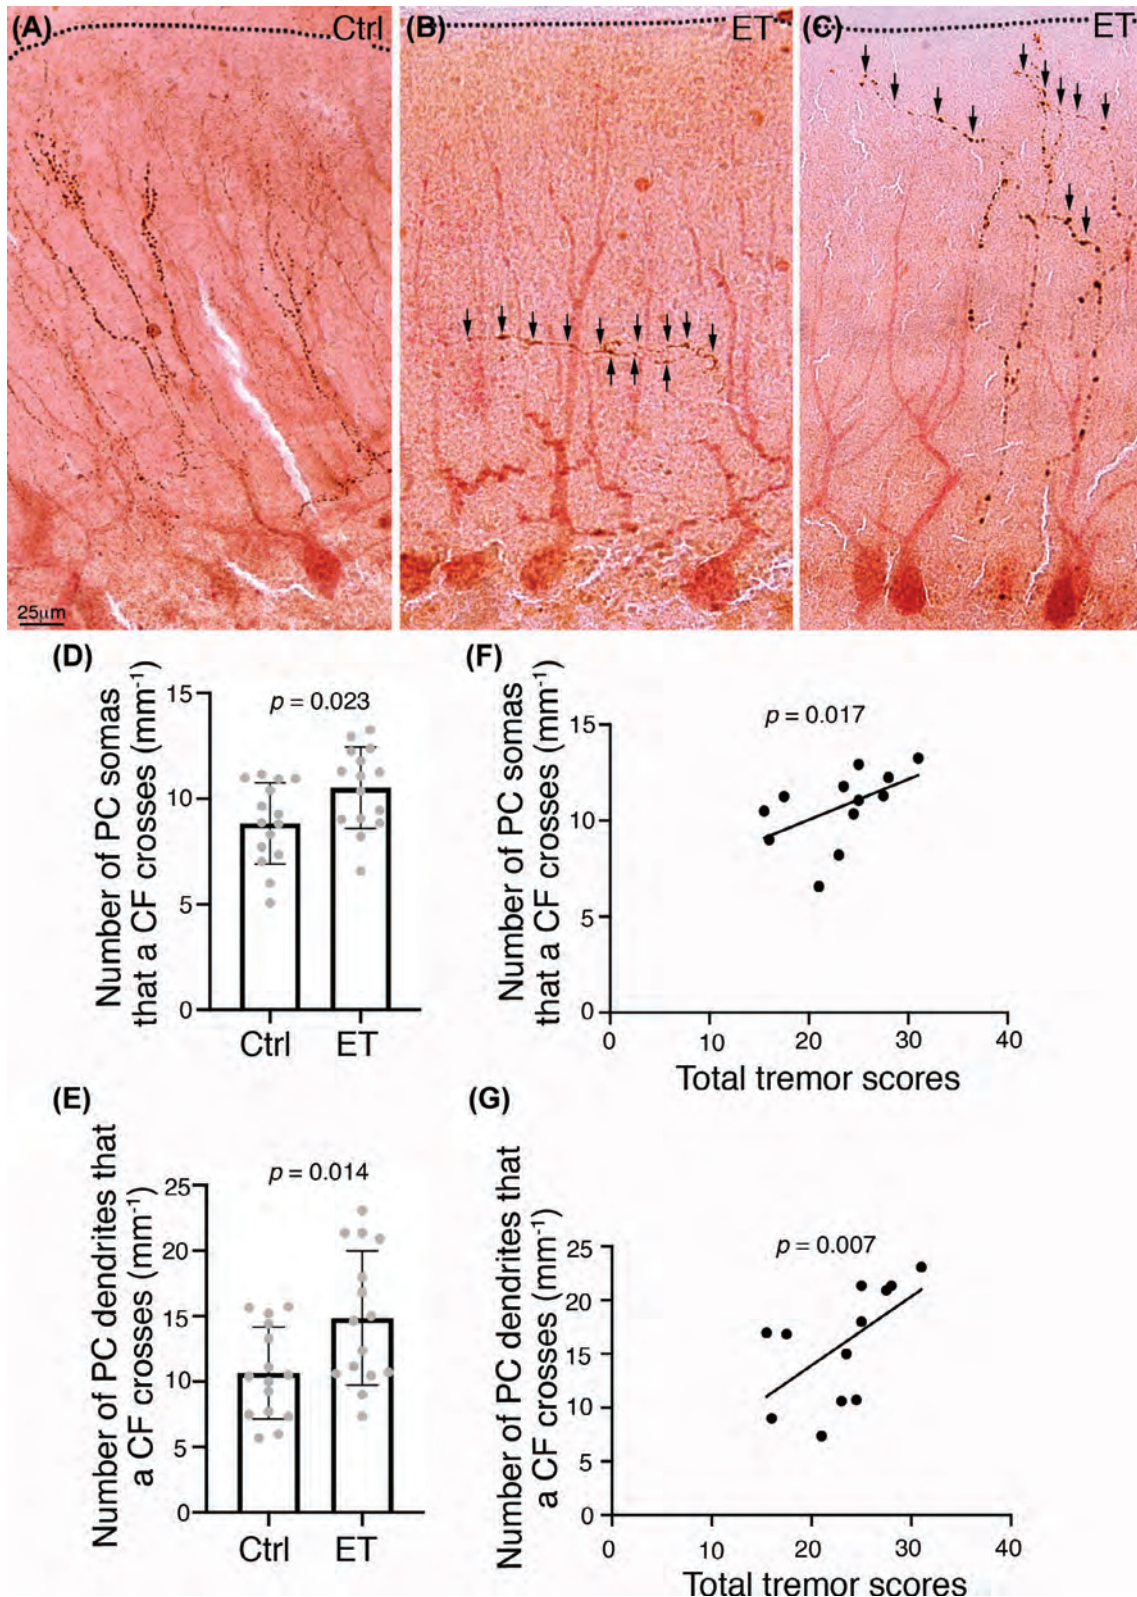 (A)
Ctrl
(B)
ET
(C)
ET
25µm
(D)
Number of PC somas
that a CF crosses (mm⁻¹)
p = 0.023
15
10
5
0
Ctrl
ET
(F)
Number of PC somas
that a CF crosses (mm⁻¹)
p = 0.017
15
10
5
0
0
10
20
30
40
Total tremor scores
(E)
Number of PC dendrites that
a CF crosses (mm⁻¹)
p = 0.014
25
20
15
10
5
0
Ctrl
ET
(G)
Number of PC dendrites that
a CF crosses (mm⁻¹)
p = 0.007
25
20
15
10
5
0
0
10
20
30
40
Total tremor scores